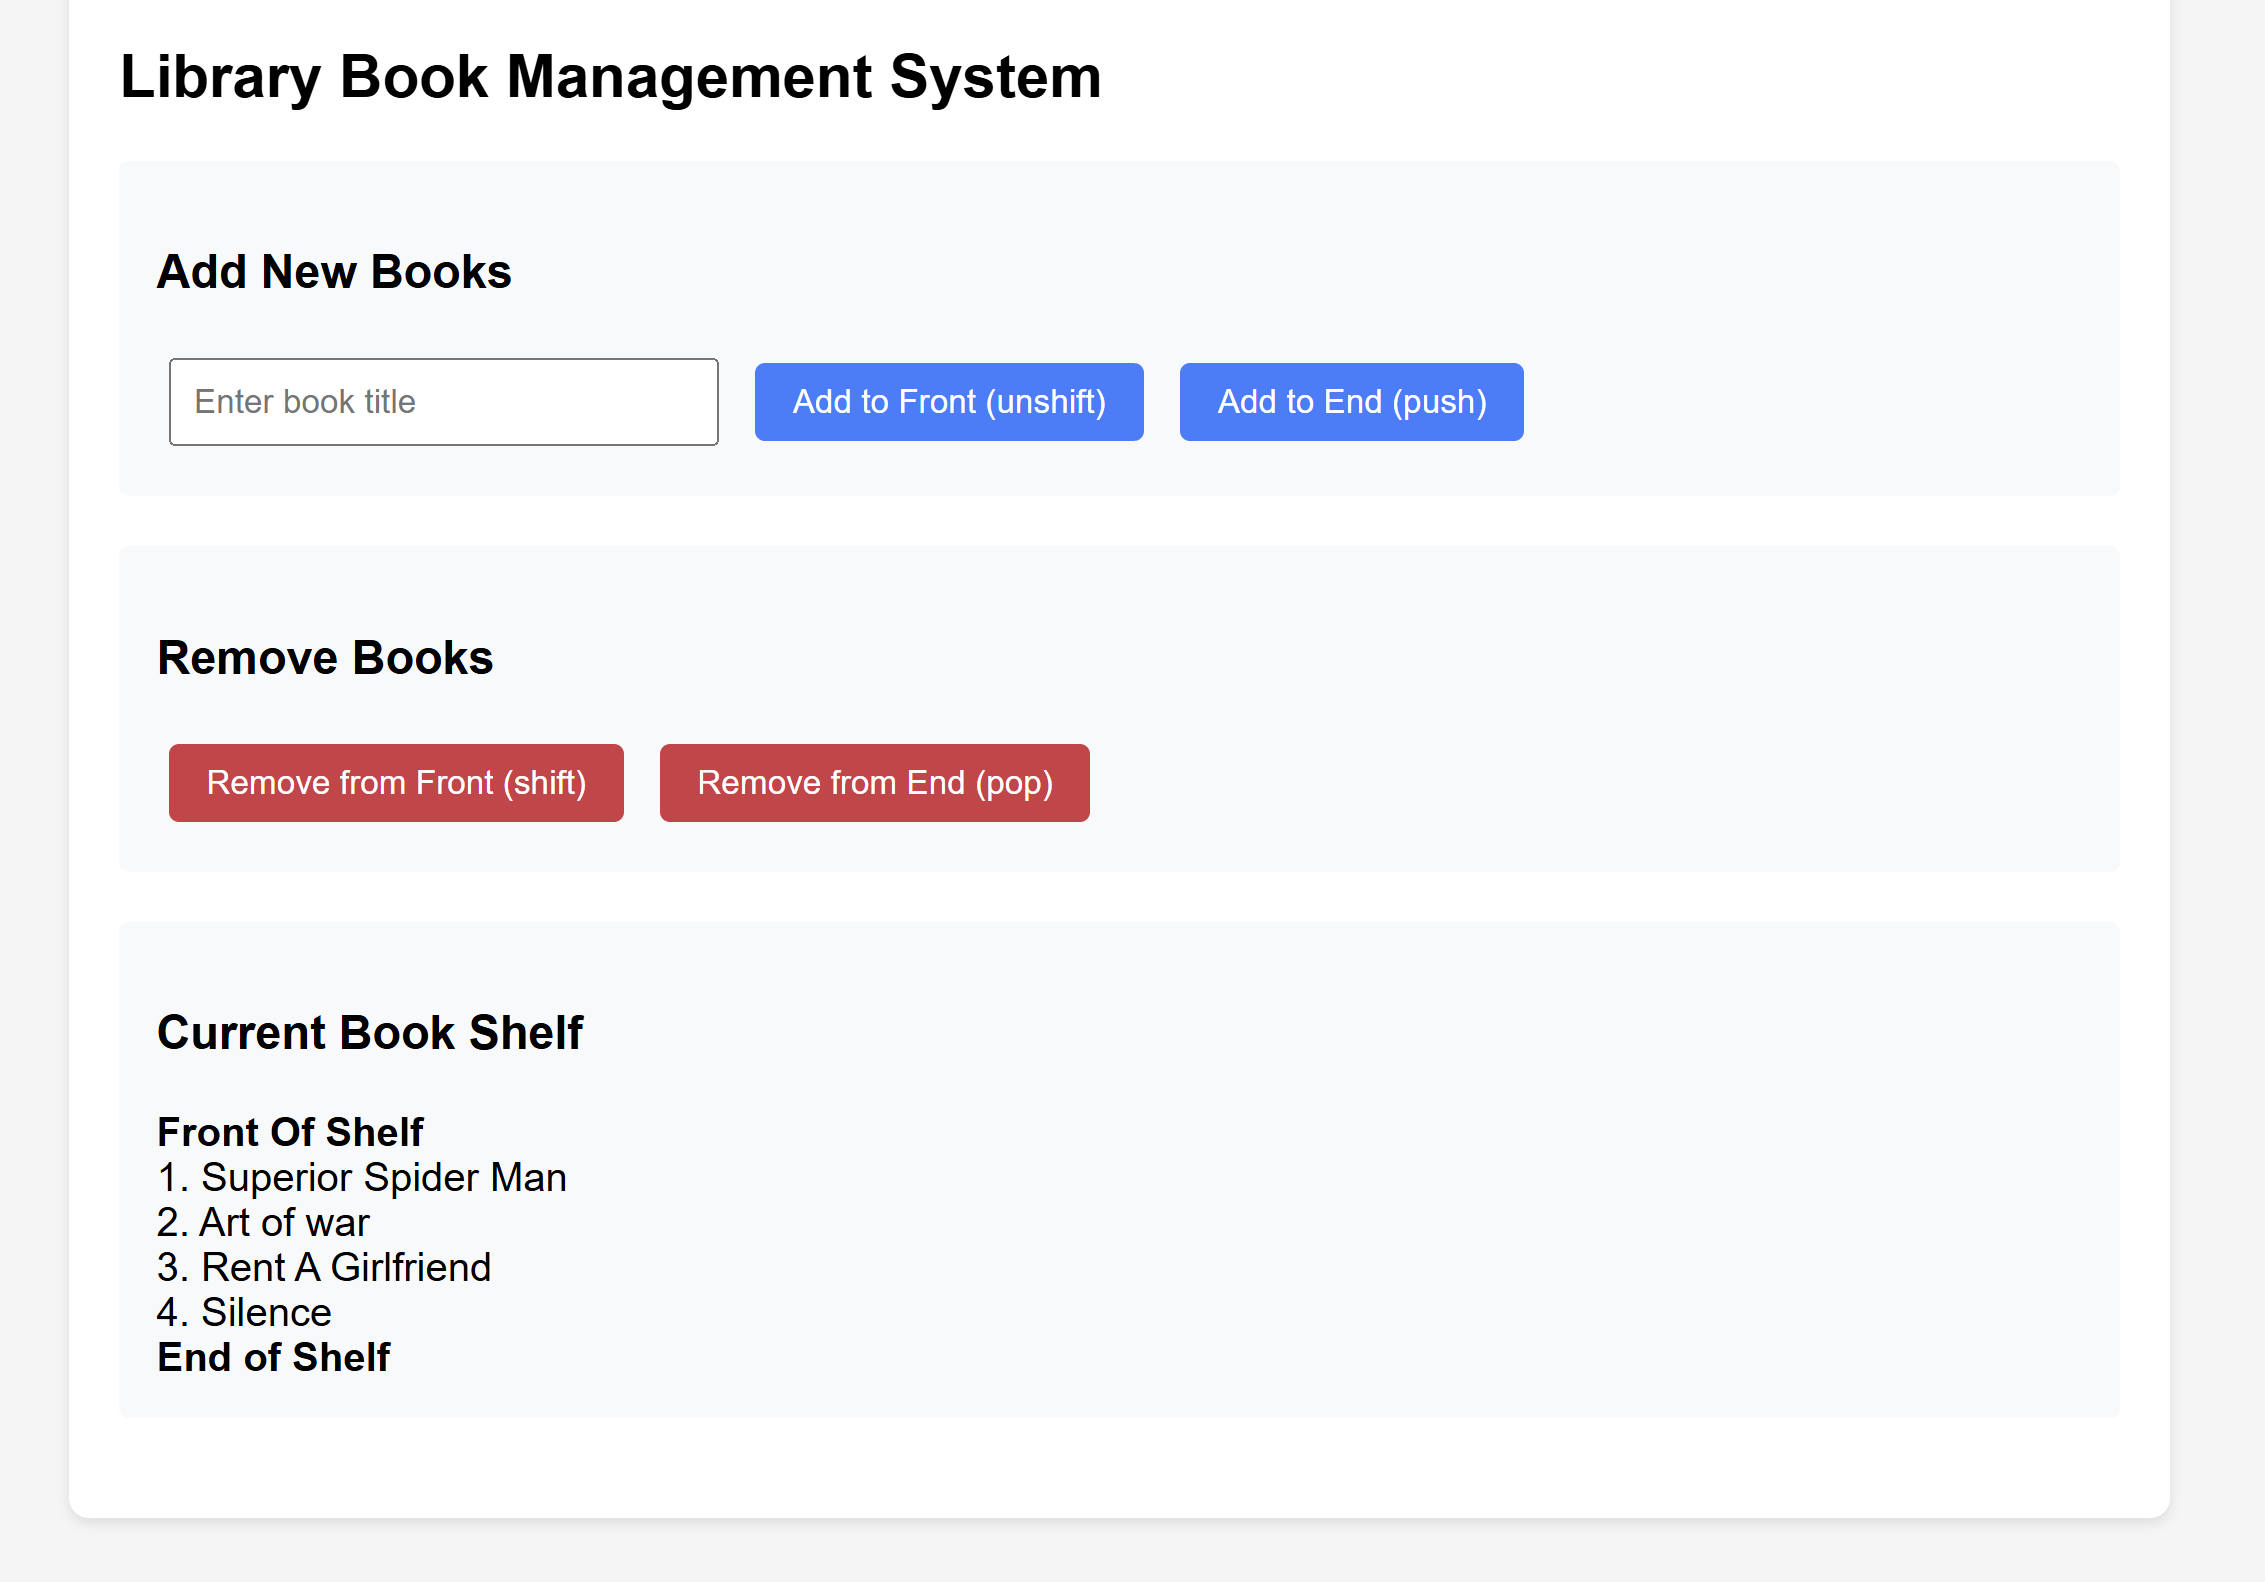 Library Book Management System
Add New Books
Enter book title
Add to Front (unshift)
Add to End (push)
Remove Books
Remove from Front (shift)
Remove from End (pop)
Current Book Shelf
Front Of Shelf
1. Superior Spider Man
2. Art of war
3. Rent A Girlfriend
4. Silence
End of Shelf